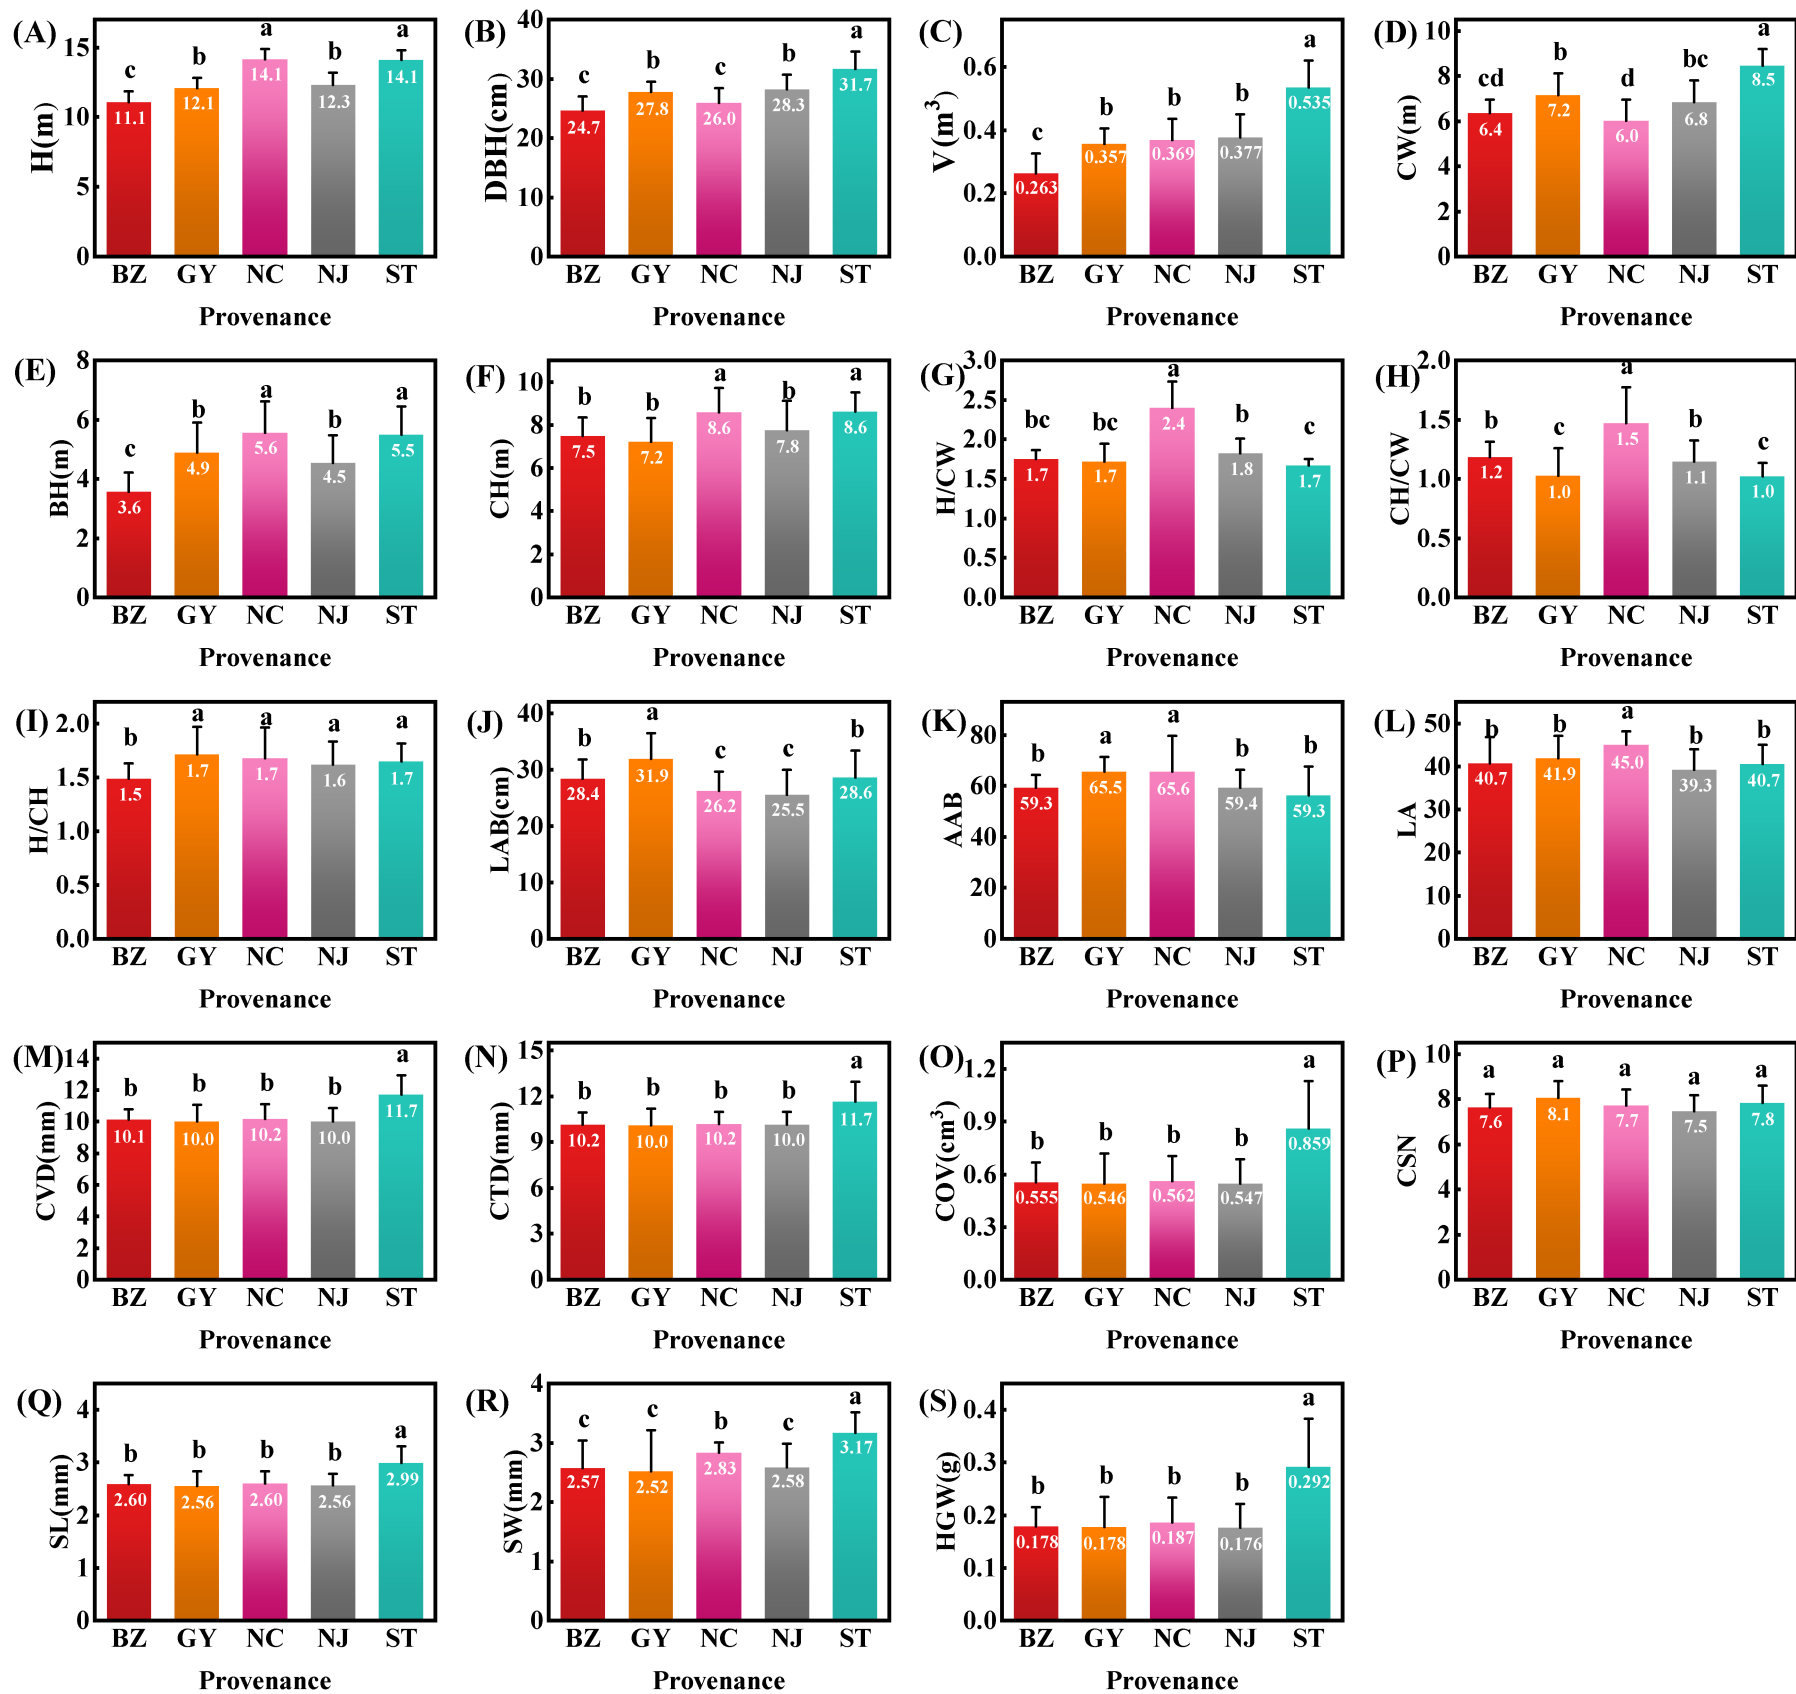 (A)
H(m)
15
10
5
0
c b a b a
11.1 12.1 14.1 12.3 14.1
BZ GY NC NJ ST
Provenance
(B)
DBH(cm)
40
30
20
10
0
c b c b a
24.7 27.8 26.0 28.3 31.7
BZ GY NC NJ ST
Provenance
(C)
V(m³)
0.6
0.4
0.2
0.0
c b b b a
0.263 0.357 0.369 0.377 0.535
BZ GY NC NJ ST
Provenance
(D)
CW(m)
10
8
6
4
2
0
cd b d bc a
6.4 7.2 6.0 6.8 8.5
BZ GY NC NJ ST
Provenance
(E)
BH(m)
8
6
4
2
0
c b a b a
3.6 4.9 5.6 4.5 5.5
BZ GY NC NJ ST
Provenance
(F)
CH(m)
10
8
6
4
2
0
b b a b a
7.5 7.2 8.6 7.8 8.6
BZ GY NC NJ ST
Provenance
(G)
H/CW
3.0
2.5
2.0
1.5
1.0
0.5
0.0
bc bc a b c
1.7 1.7 2.4 1.8 1.7
BZ GY NC NJ ST
Provenance
(H)
CH/CW
2.0
1.5
1.0
0.5
0.0
b c a b c
1.2 1.0 1.5 1.1 1.0
BZ GY NC NJ ST
Provenance
(I)
H/CH
2.0
1.5
1.0
0.5
0.0
b a a a a
1.5 1.7 1.7 1.6 1.7
BZ GY NC NJ ST
Provenance
(J)
LAB(cm)
40
30
20
10
0
b a c c b
28.4 31.9 26.2 25.5 28.6
BZ GY NC NJ ST
Provenance
(K)
AAB
80
60
40
20
0
b a a b b
59.3 65.5 65.6 59.4 59.3
BZ GY NC NJ ST
Provenance
(L)
LA
50
40
30
20
10
0
b b a b b
40.7 41.9 45.0 39.3 40.7
BZ GY NC NJ ST
Provenance
(M)
CVD(mm)
14
12
10
8
6
4
2
0
b b b b a
10.1 10.0 10.2 10.0 11.7
BZ GY NC NJ ST
Provenance
(N)
CTD(mm)
15
12
9
6
3
0
b b b b a
10.2 10.0 10.2 10.0 11.7
BZ GY NC NJ ST
Provenance
(O)
COV(cm³)
1.2
0.9
0.6
0.3
0.0
b b b b a
0.555 0.546 0.562 0.547 0.859
BZ GY NC NJ ST
Provenance
(P)
CSN
10
8
6
4
2
0
a a a a a
7.6 8.1 7.7 7.5 7.8
BZ GY NC NJ ST
Provenance
(Q)
SL(mm)
4
3
2
1
0
b b b b a
2.60 2.56 2.60 2.56 2.99
BZ GY NC NJ ST
Provenance
(R)
SW(mm)
4
3
2
1
0
c c b c a
2.57 2.52 2.83 2.58 3.17
BZ GY NC NJ ST
Provenance
(S)
HGW(g)
0.4
0.3
0.2
0.1
0.0
b b b b a
0.178 0.178 0.187 0.176 0.292
BZ GY NC NJ ST
Provenance